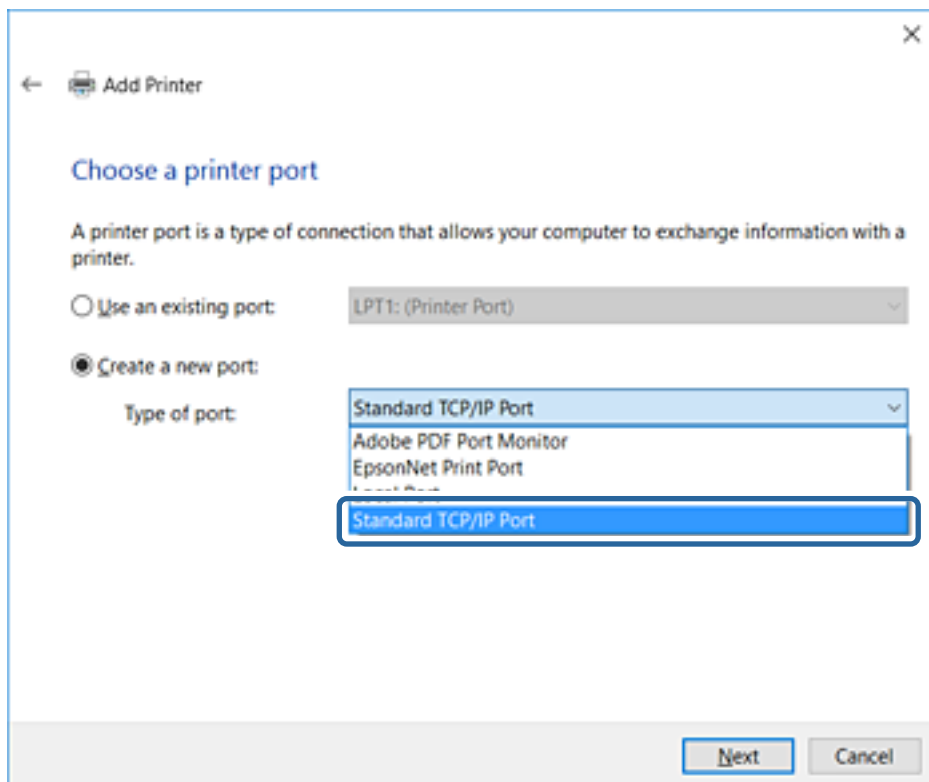 Add Printer
Choose a printer port
A printer port is a type of connection that allows your computer to exchange information with a
printer.
Use an existing port:
LPT1: (Printer Port)
Create a new port:
Type of port:
Standard TCP/IP Port
Adobe PDF Port Monitor
EpsonNet Print Port
Local Port
Standard TCP/IP Port
Next
Cancel